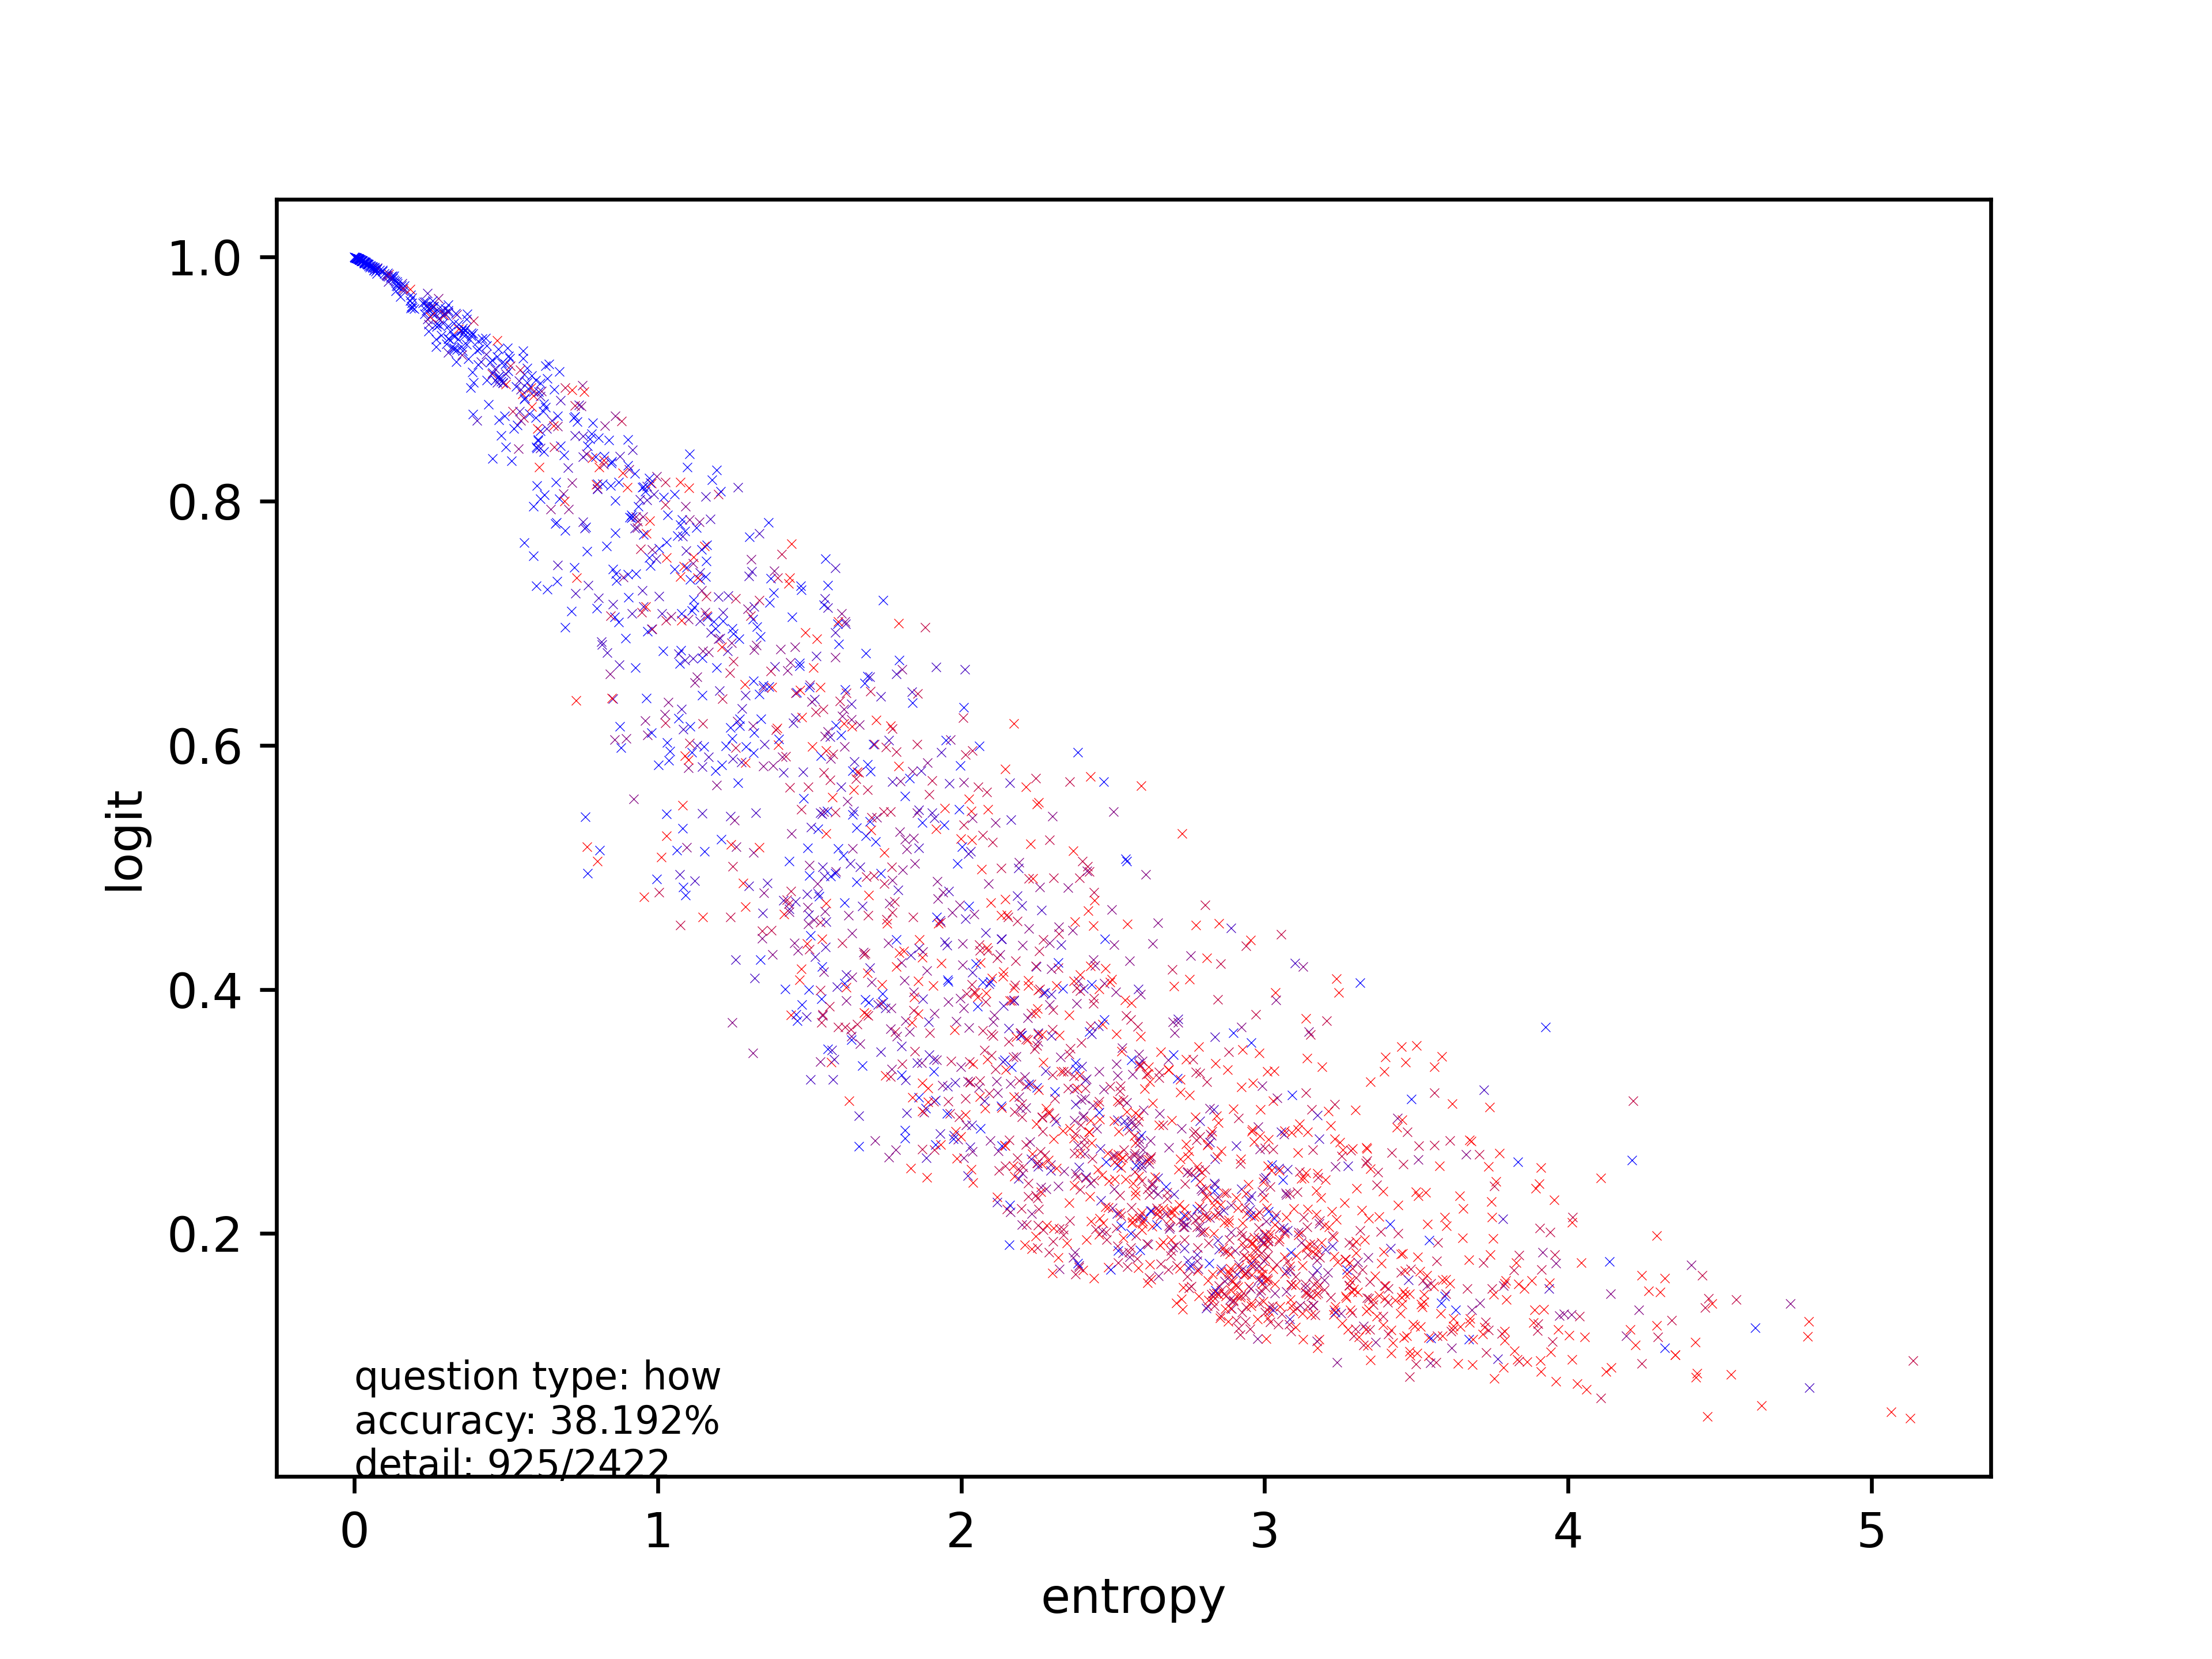 1.0
0.8
0.6
0.4
0.2
logit
question type: how
accuracy: 38.192%
detail: 925/2422
0 1 2 3 4 5
entropy